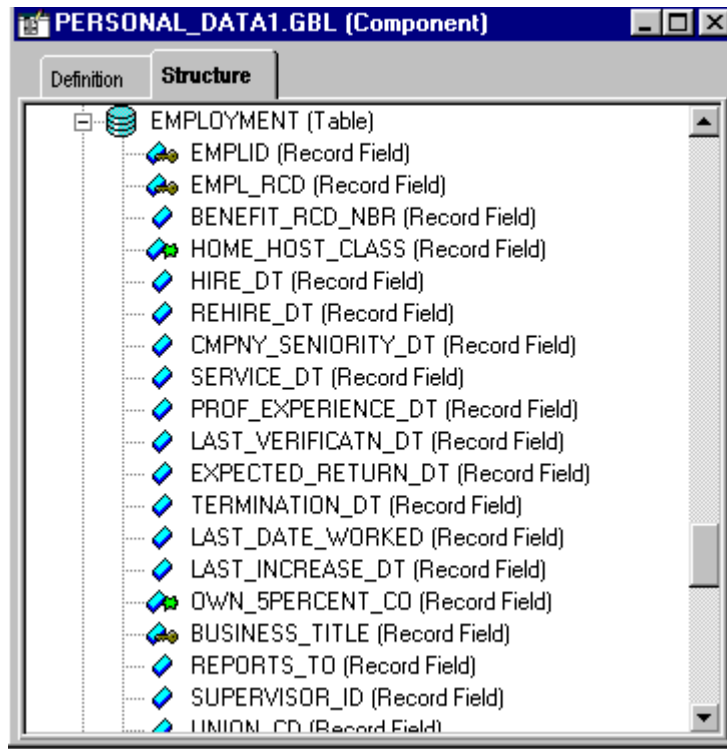 PERSONAL_DATA1.GBL (Component)
Definition Structure
EMPLOYMENT (Table)
EMPLID (Record Field)
EMPL_RCD (Record Field)
BENEFIT_RCD_NBR (Record Field)
HOME_HOST_CLASS (Record Field)
HIRE_DT (Record Field)
REHIRE_DT (Record Field)
CMPNY_SENIORITY_DT (Record Field)
SERVICE_DT (Record Field)
PROF_EXPERIENCE_DT (Record Field)
LAST_VERIFICATN_DT (Record Field)
EXPECTED_RETURN_DT (Record Field)
TERMINATION_DT (Record Field)
LAST_DATE_WORKED (Record Field)
LAST_INCREASE_DT (Record Field)
OWN_5PERCENT_CO (Record Field)
BUSINESS_TITLE (Record Field)
REPORTS_TO (Record Field)
SUPERVISOR_ID (Record Field)
UNION_CD (Record Field)